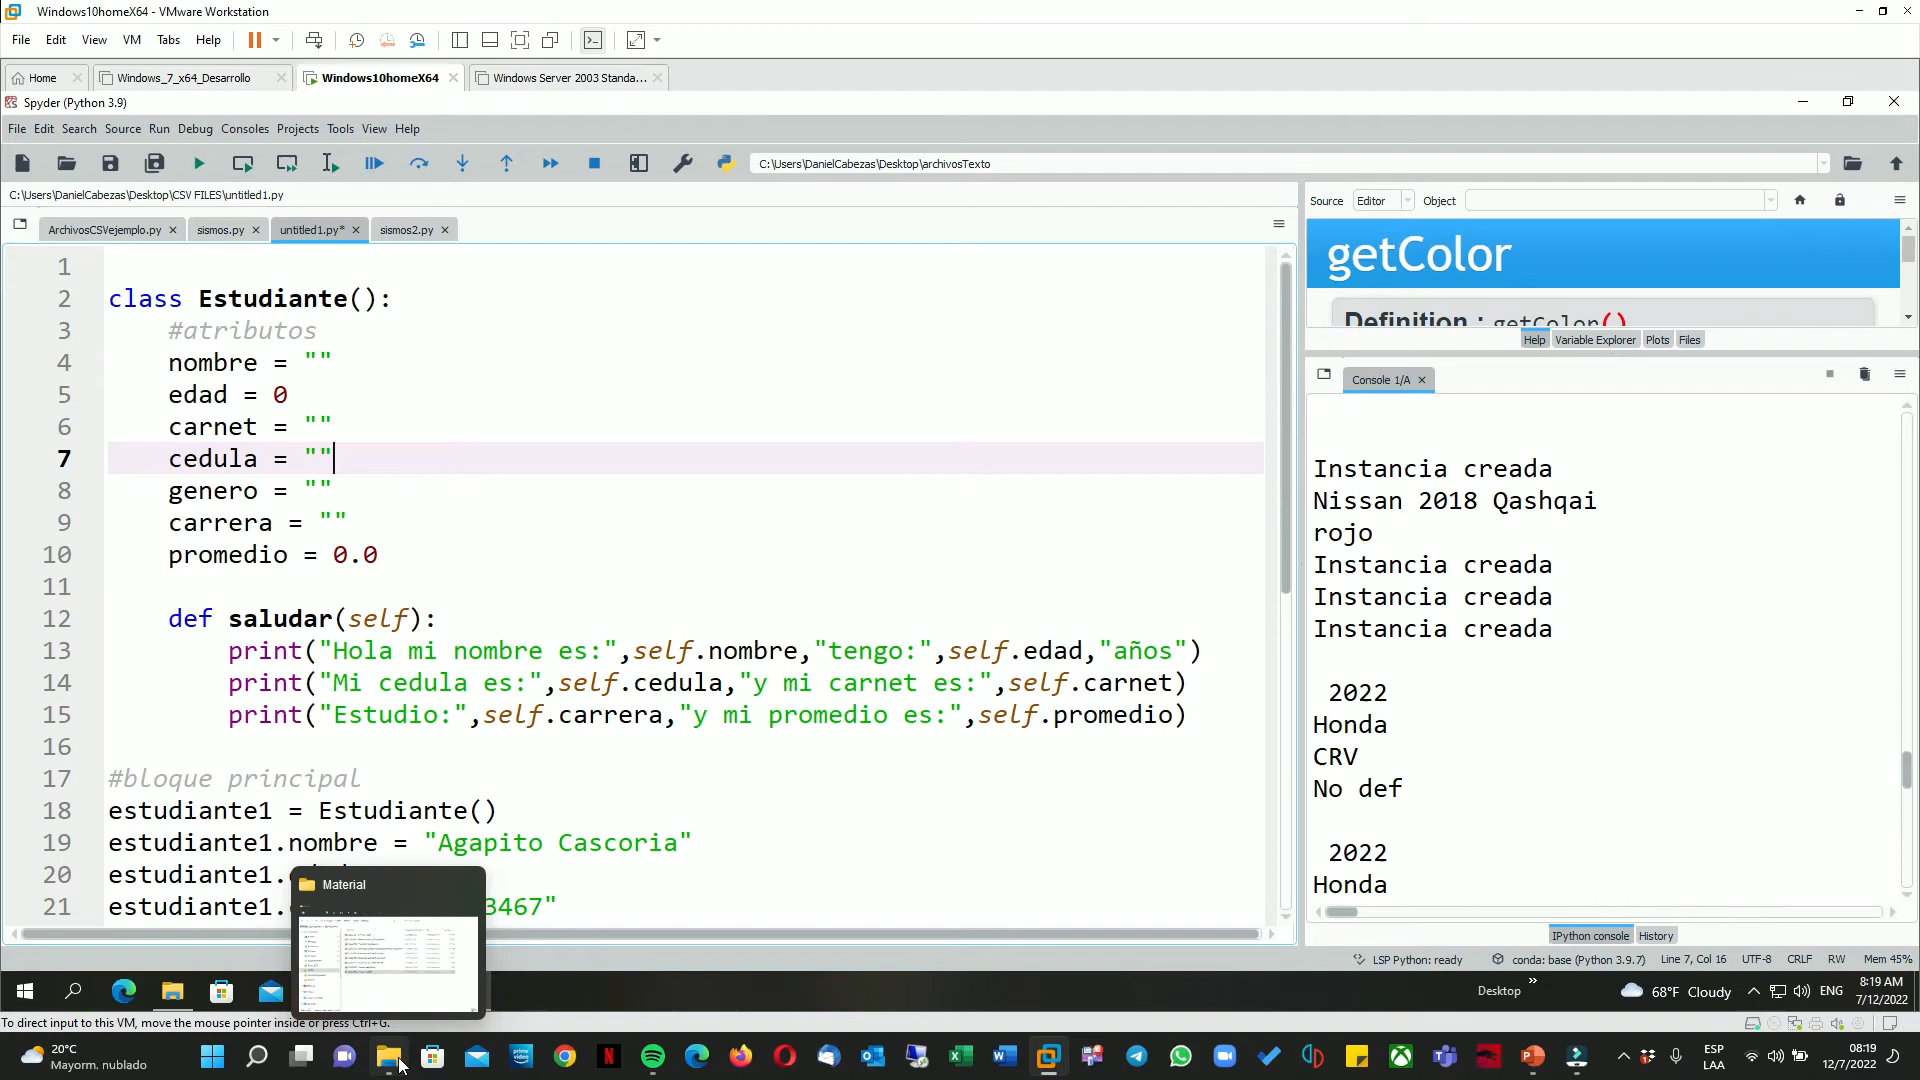 Windows10homeX64 - VMware Workstation
File Edit View VM Tabs Help
Home Windows_7_x64_Desarrollo Windows10homeX64 Windows Server 2003 Standa...
Spyder (Python 3.9)
File Edit Search Source Run Debug Consoles Projects Tools View Help
C:\Users\DanielCabezas\Desktop\archivosTexto
C:\Users\DanielCabezas\Desktop\CSV FILES\untitled1.py
ArchivosCSVejemplo.py sismos.py untitled1.py* sismos2.py
1
2 class Estudiante():
3 #atributos
4 nombre = ""
5 edad = 0
6 carnet = ""
7 cedula = ""
8 genero = ""
9 carrera = ""
10 promedio = 0.0
11
12 def saludar(self):
13 print("Hola mi nombre es:",self.nombre,"tengo:",self.edad,"años")
14 print("Mi cedula es:",self.cedula,"y mi carnet es:",self.carnet)
15 print("Estudio:",self.carrera,"y mi promedio es:",self.promedio)
16
17 #bloque principal
18 estudiante1 = Estudiante()
19 estudiante1.nombre = "Agapito Cascoria"
20 estudiante1.
21 estudiante1. 3467"
Material
Source Editor Object
getColor
Definition : getColor()
Help Variable Explorer Plots Files
Console 1/A
Instancia creada
Nissan 2018 Qashqai
rojo
Instancia creada
Instancia creada
Instancia creada
2022
Honda
CRV
No def
2022
Honda
IPython console History
LSP Python: ready conda: base (Python 3.9.7) Line 7, Col 16 UTF-8 CRLF RW Mem 45%
Desktop 68°F Cloudy ENG 8:19 AM
7/12/2022
To direct input to this VM, move the mouse pointer inside or press Ctrl+G.
20°C
Mayorm. nublado
prime video
ESP
LAA
08:19
12/7/2022